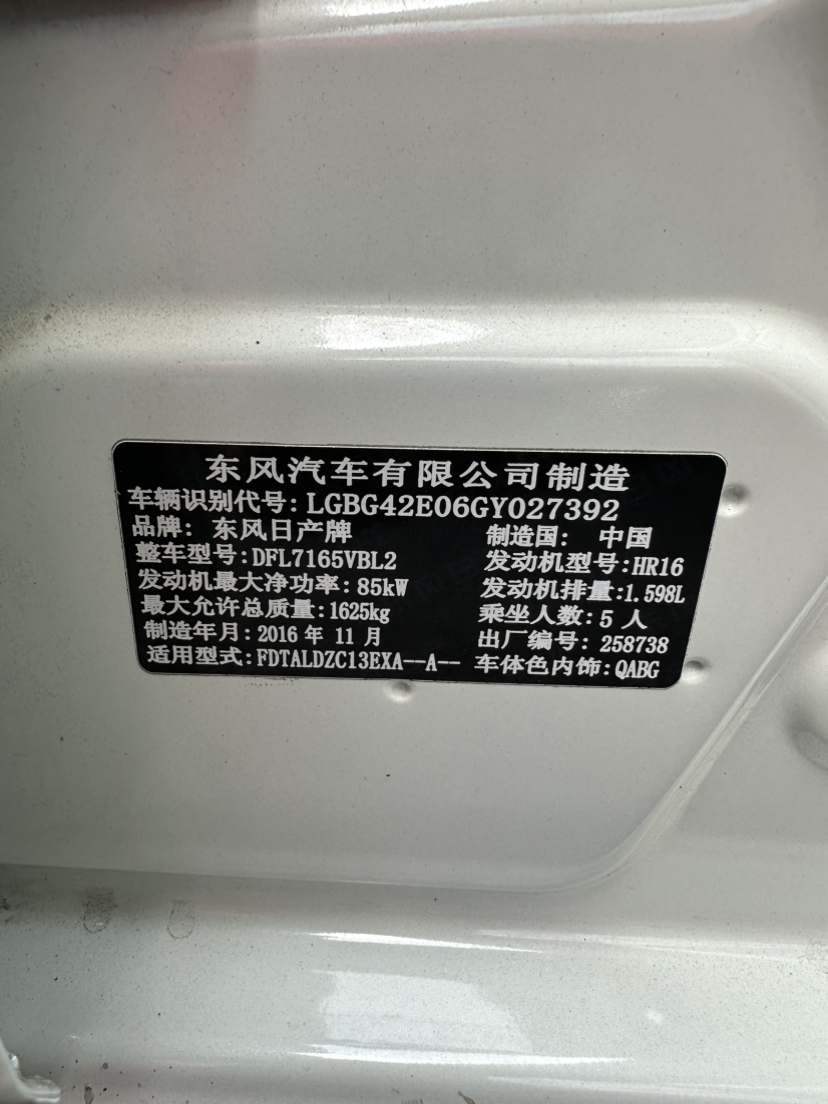 东风汽车有限公司制造
车辆识别代号: LGBG42E06GY027392
品牌: 东风日产牌 制造国: 中国
整车型号:DFL7165VBL2 发动机型号:HR16
发动机最大净功率: 85kW 发动机排量:1.598L
最大允许总质量: 1625kg 乘坐人数: 5 人
制造年月: 2016 年 11 月 出厂编号: 258738
适用型式:FDTALDZC13EXA--A-- 车体色内饰:QABG